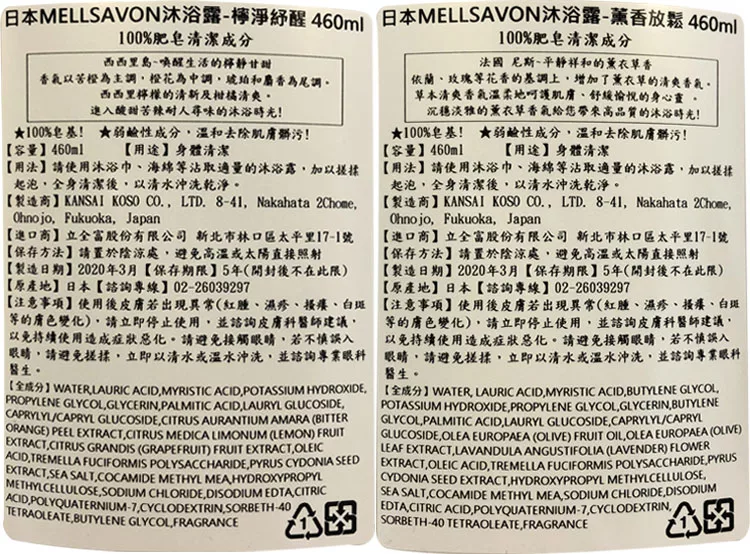 日本MELLSAVON沐浴露-檸淨紓醒 460ml
100%肥皂清潔成分
西西里島~喚醒生活的檸靜甘甜
香氣以苦橙為主調，橙花為中調，琥珀和麝香為尾調。
西西里檸檬的清新及柑橘清爽。
進入酸甜苦辣耐人尋味的沐浴時光!
★100%皂基! ★弱鹼性成分，溫和去除肌膚髒污!
【容量】460ml 【用途】身體清潔
【用法】請使用沐浴巾、海綿等沾取適量的沐浴露，加以搓揉
起泡，全身清潔後，以清水沖洗乾淨。
【製造商】KANSAI KOSO CO., LTD. 8-41, Nakahata 2Chome,
Ohnojo, Fukuoka, Japan
【進口商】立全富股份有限公司 新北市林口區太平里17-1號
【保存方法】請置於陰涼處，避免高溫或太陽直接照射
【製造日期】2020年3月【保存期限】5年(開封後不在此限)
【原產地】日本【諮詢專線】02-26039297
【注意事項】使用後皮膚若出現異常(紅腫、濕疹、搔癢、白斑
等的膚色變化)，請立即停止使用，並諮詢皮膚科醫師建議，
以免持續使用造成症狀惡化。請避免接觸眼睛，若不慎誤入
眼睛，請避免搓揉，立即以清水或溫水沖洗，並諮詢專業眼科
醫生。
【全成分】WATER,LAURIC ACID,MYRISTIC ACID,POTASSIUM HYDROXIDE,
PROPYLENE GLYCOL,GLYCERIN,PALMITIC ACID,LAURYL GLUCOSIDE,
CAPRYLYL/CAPRYL GLUCOSIDE,CITRUS AURANTIUM AMARA (BITTER
ORANGE) PEEL EXTRACT,CITRUS MEDICA LIMONUM (LEMON) FRUIT
EXTRACT,CITRUS GRANDIS (GRAPEFRUIT) FRUIT EXTRACT,OLEIC
ACID,TREMELLA FUCIFORMIS POLYSACCHARIDE,PYRUS CYDONIA SEED
EXTRACT,SEA SALT,COCAMIDE METHYL MEA,HYDROXYPROPYL
METHYLCELLULOSE,SODIUM CHLORIDE,DISODIUM EDTA,CITRIC
ACID,POLYQUATERNIUM-7,CYCLODEXTRIN,SORBETH-40
TETRAOLEATE,BUTYLENE GLYCOL,FRAGRANCE
1
日本MELLSAVON沐浴露-薰香放鬆 460ml
100%肥皂清潔成分
法國 尼斯~平靜祥和的薰衣草香
依蘭、玫瑰等花香的基調上，增加了薰衣草的清爽香氣。
草本清爽香氣溫柔地呵護肌膚、舒緩愉悅的身心靈 。
沉穩淡雅的薰衣草香氣給您帶來高品質的沐浴時光!
★100%皂基! ★弱鹼性成分，溫和去除肌膚髒污!
【容量】460ml 【用途】身體清潔
【用法】請使用沐浴巾、海綿等沾取適量的沐浴露，加以搓揉
起泡，全身清潔後，以清水沖洗乾淨。
【製造商】KANSAI KOSO CO., LTD. 8-41, Nakahata 2Chome,
Ohnojo, Fukuoka, Japan
【進口商】立全富股份有限公司 新北市林口區太平里17-1號
【保存方法】請置於陰涼處，避免高溫或太陽直接照射
【製造日期】2020年3月【保存期限】5年(開封後不在此限)
【原產地】日本【諮詢專線】02-26039297
【注意事項】使用後皮膚若出現異常(紅腫、濕疹、搔癢、白斑
等的膚色變化)，請立即停止使用，並諮詢皮膚科醫師建議，
以免持續使用造成症狀惡化。請避免接觸眼睛，若不慎誤入
眼睛，請避免搓揉，立即以清水或溫水沖洗，並諮詢專業眼科
醫生。
【全成分】WATER, LAURIC ACID,MYRISTIC ACID,BUTYLENE GLYCOL,
POTASSIUM HYDROXIDE,PROPYLENE GLYCOL,GLYCERIN,BUTYLENE
GLYCOL,PALMITIC ACID,LAURYL GLUCOSIDE,CAPRYLYL/CAPRYL
GLUCOSIDE,OLEA EUROPAEA (OLIVE) FRUIT OIL,OLEA EUROPAEA (OLIVE)
LEAF EXTRACT,LAVANDULA ANGUSTIFOLIA (LAVENDER) FLOWER
EXTRACT,OLEIC ACID,TREMELLA FUCIFORMIS POLYSACCHARIDE,PYRUS
CYDONIA SEED EXTRACT,HYDROXYPROPYL METHYLCELLULOSE,
SEA SALT,COCAMIDE METHYL MEA,SODIUM CHLORIDE,DISODIUM
EDTA,CITRIC ACID,POLYQUATERNIUM-7,CYCLODEXTRIN,
SORBETH-40 TETRAOLEATE,FRAGRANCE
1